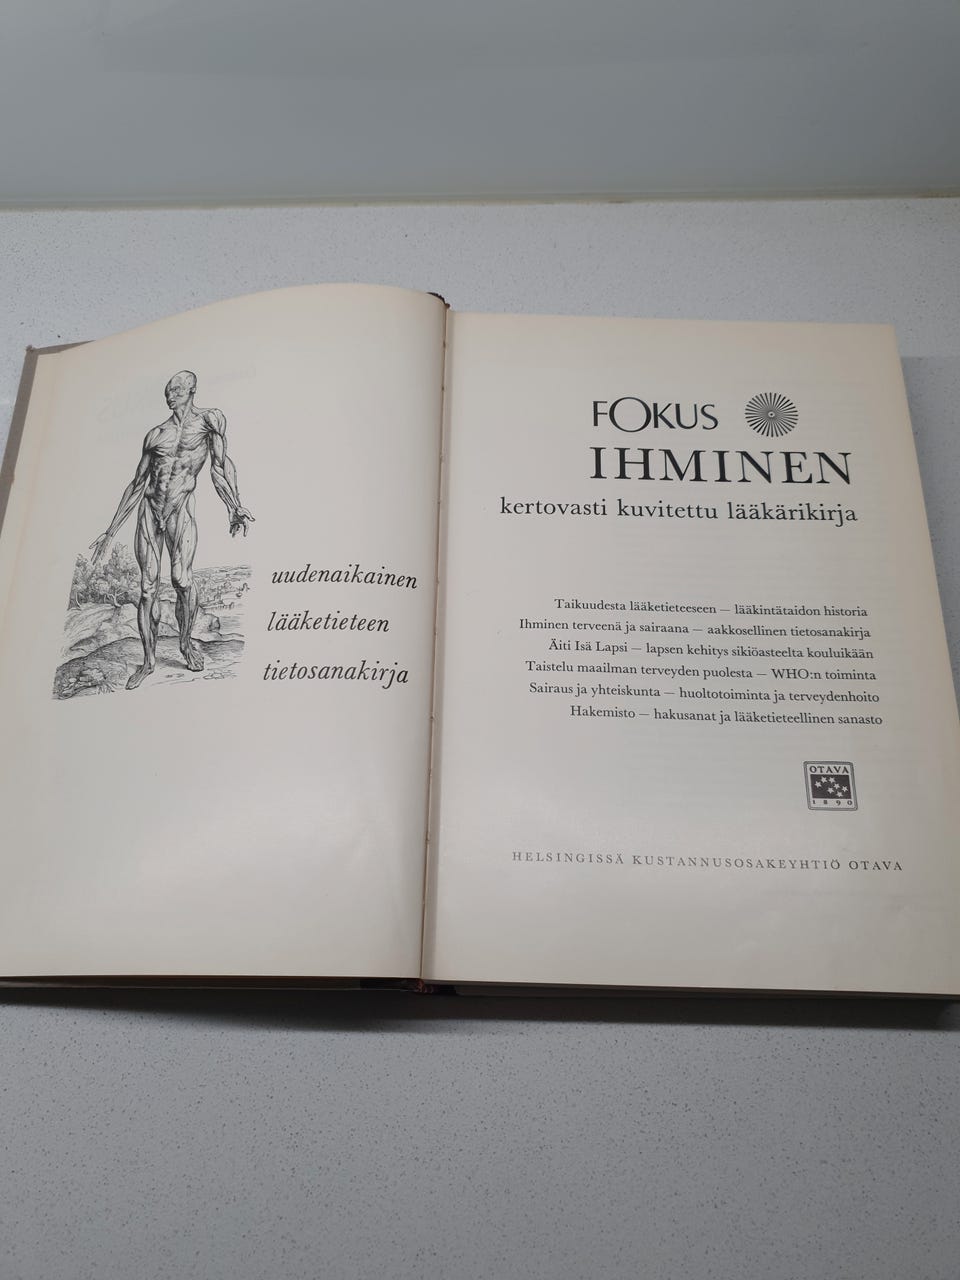 uudenaikainen
lääketieteen
tietosanakirja
FOKUS
IHMINEN
kertovasti kuvitettu lääkärikirja
Taikuudesta lääketieteeseen — lääkintätaidon historia
Ihminen terveenä ja sairaana — aakkosellinen tietosanakirja
Äiti Isä Lapsi — lapsen kehitys sikiöasteelta kouluikään
Taistelu maailman terveyden puolesta — WHO:n toiminta
Sairaus ja yhteiskunta — huoltotoiminta ja terveydenhoito
Hakemisto — hakusanat ja lääketieteellinen sanasto
OTAVA
1890
HELSINGISSÄ KUSTANNUSOSAKEYHTIÖ OTAVA